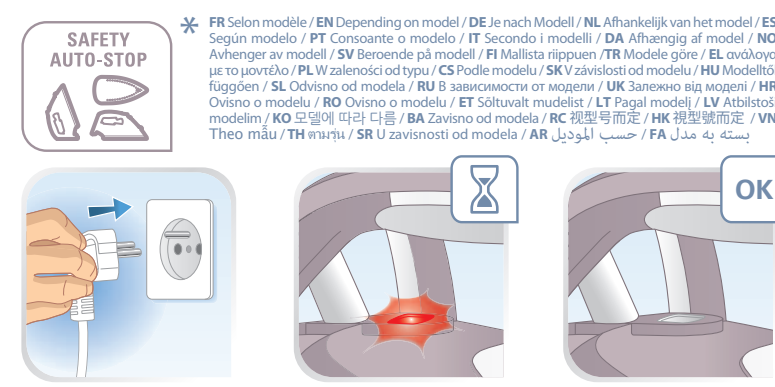 SAFETY
AUTO-STOP
* FR Selon modèle / EN Depending on model / DE Je nach Modell / NL Afhankelijk van het model / ES
Según modelo / PT Consoante o modelo / IT Secondo i modelli / DA Afhængig af model / NO
Avhenger av modell / SV Beroende på modell / FI Mallista riippuen /TR Modele göre / EL ανάλογα
με το μοντέλο / PL W zaleności od typu / CS Podle modelu / SK V závislosti od modelu / HU Modelltő
függően / SL Odvisno od modela / RU В зависимости от модели / UK Залежно від моделі / HR
Ovisno o modelu / RO Ovisno o modelu / ET Sõltuvalt mudelist / LT Pagal modelį / LV Atbilstoš
modelim / KO 모델에 따라 다름 / BA Zavisno od modela / RC 视型号而定 / HK 視型號而定 / VN
Theo mẫu / TH ตามรุ่น / SR U zavisnosti od modela / AR حسب الموديل / FA بسته به مدل
OK